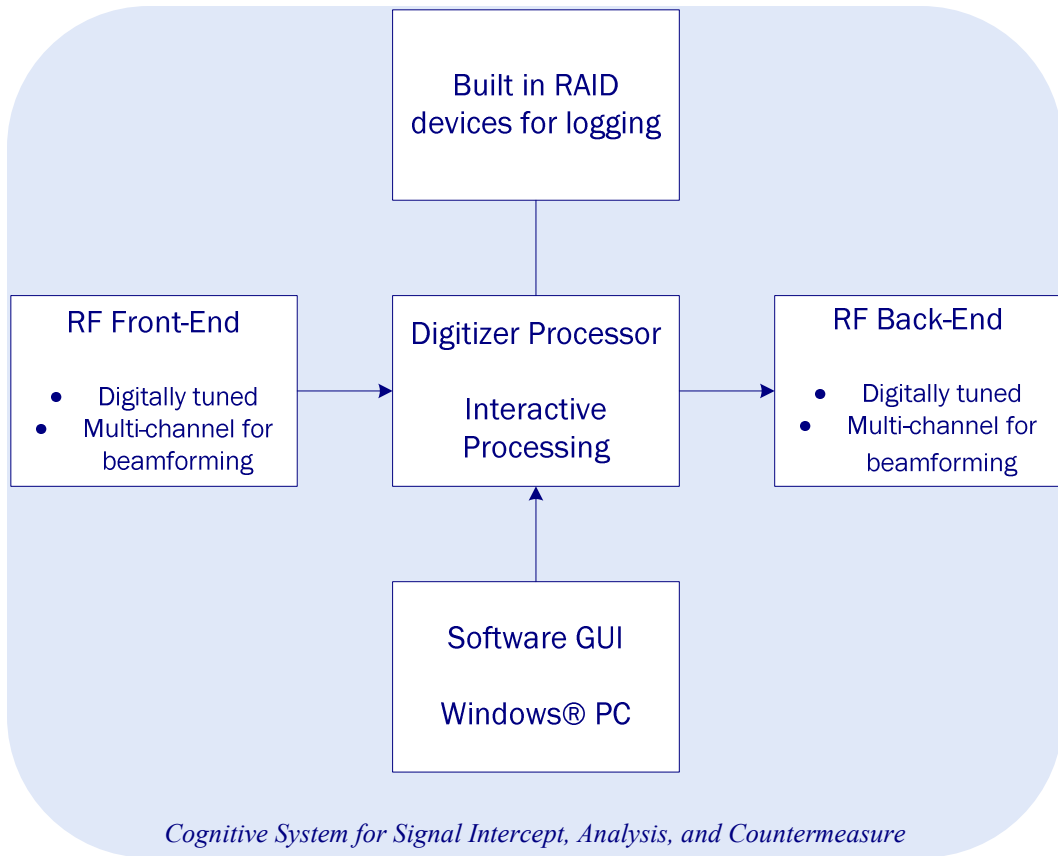 Built in RAID
devices for logging
RF Front-End
• Digitally tuned
• Multi-channel for
beamforming
Digitizer Processor
Interactive
Processing
RF Back-End
• Digitally tuned
• Multi-channel for
beamforming
Software GUI
Windows® PC
Cognitive System for Signal Intercept, Analysis, and Countermeasure